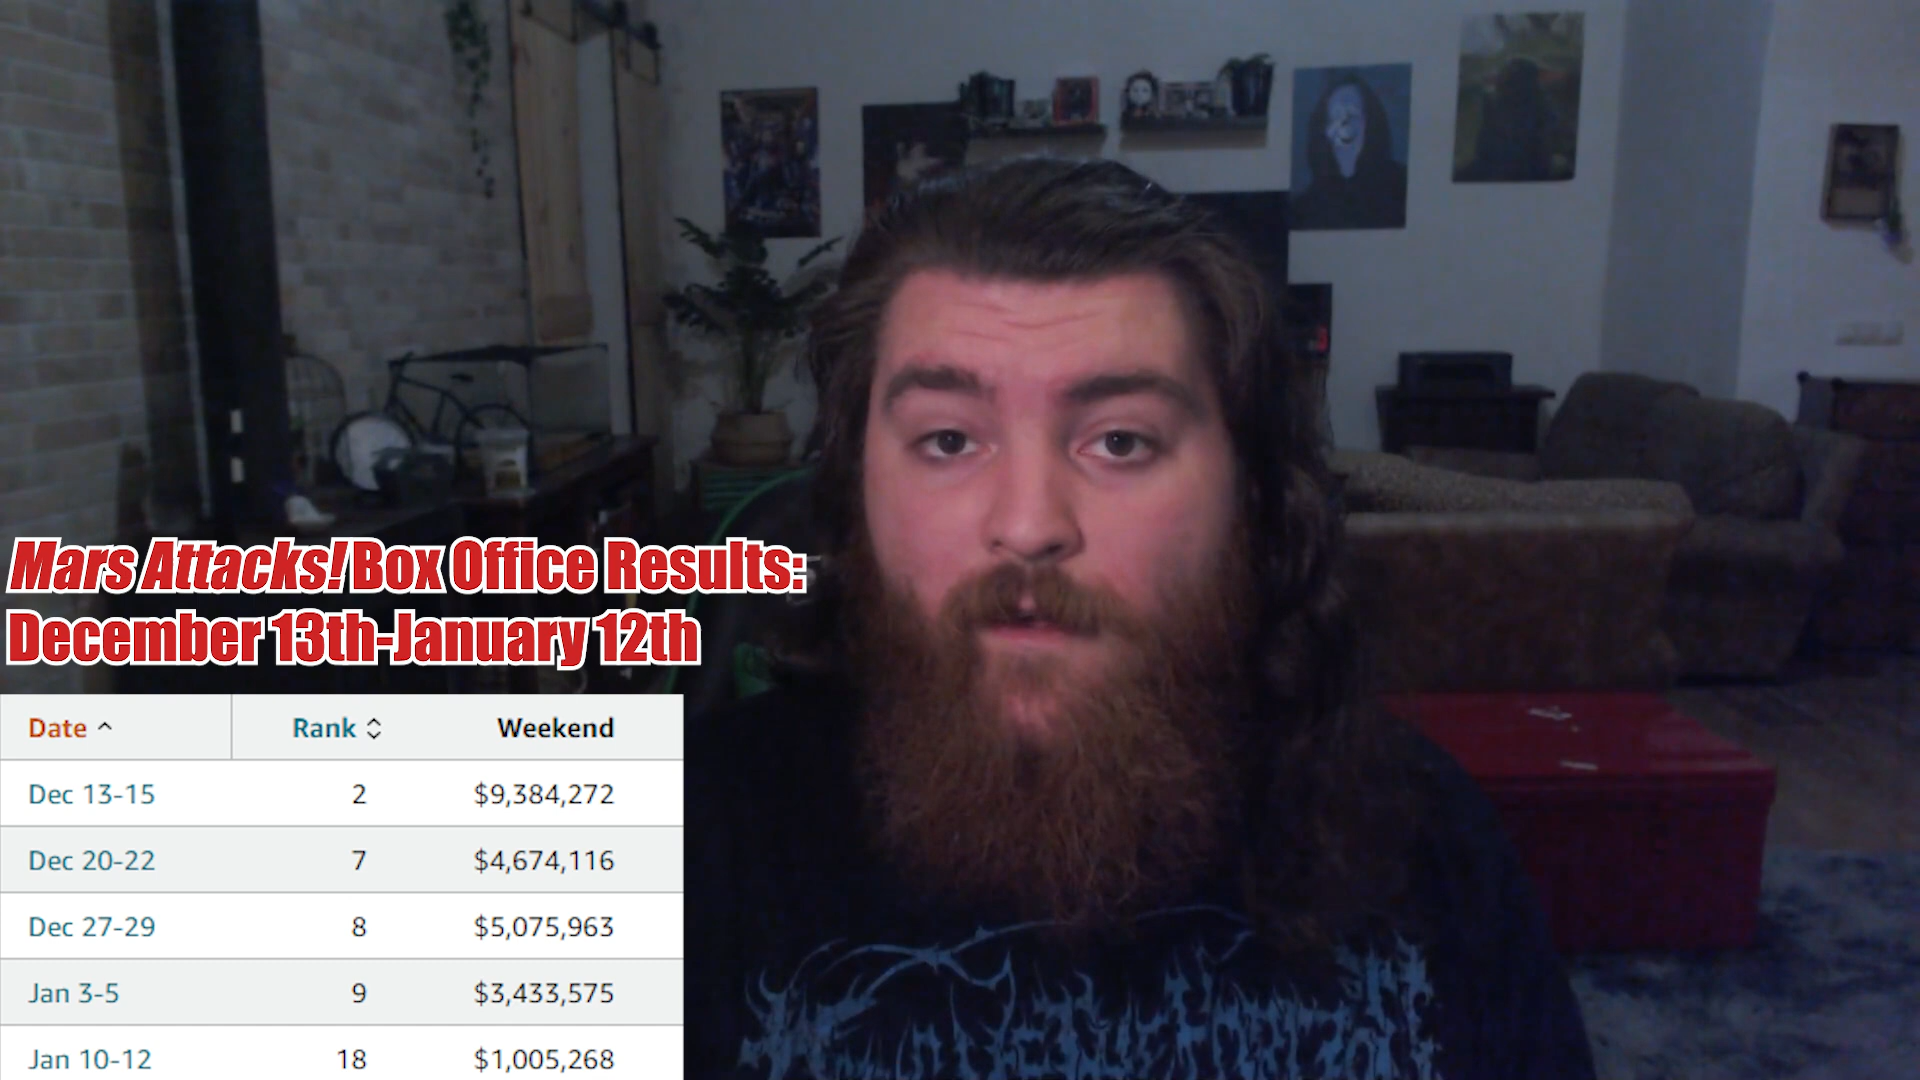 Mars Attacks! Box Office Results:
December 13th-January 12th
Date Rank Weekend
Dec 13-15 2 $9,384,272
Dec 20-22 7 $4,674,116
Dec 27-29 8 $5,075,963
Jan 3-5 9 $3,433,575
Jan 10-12 18 $1,005,268